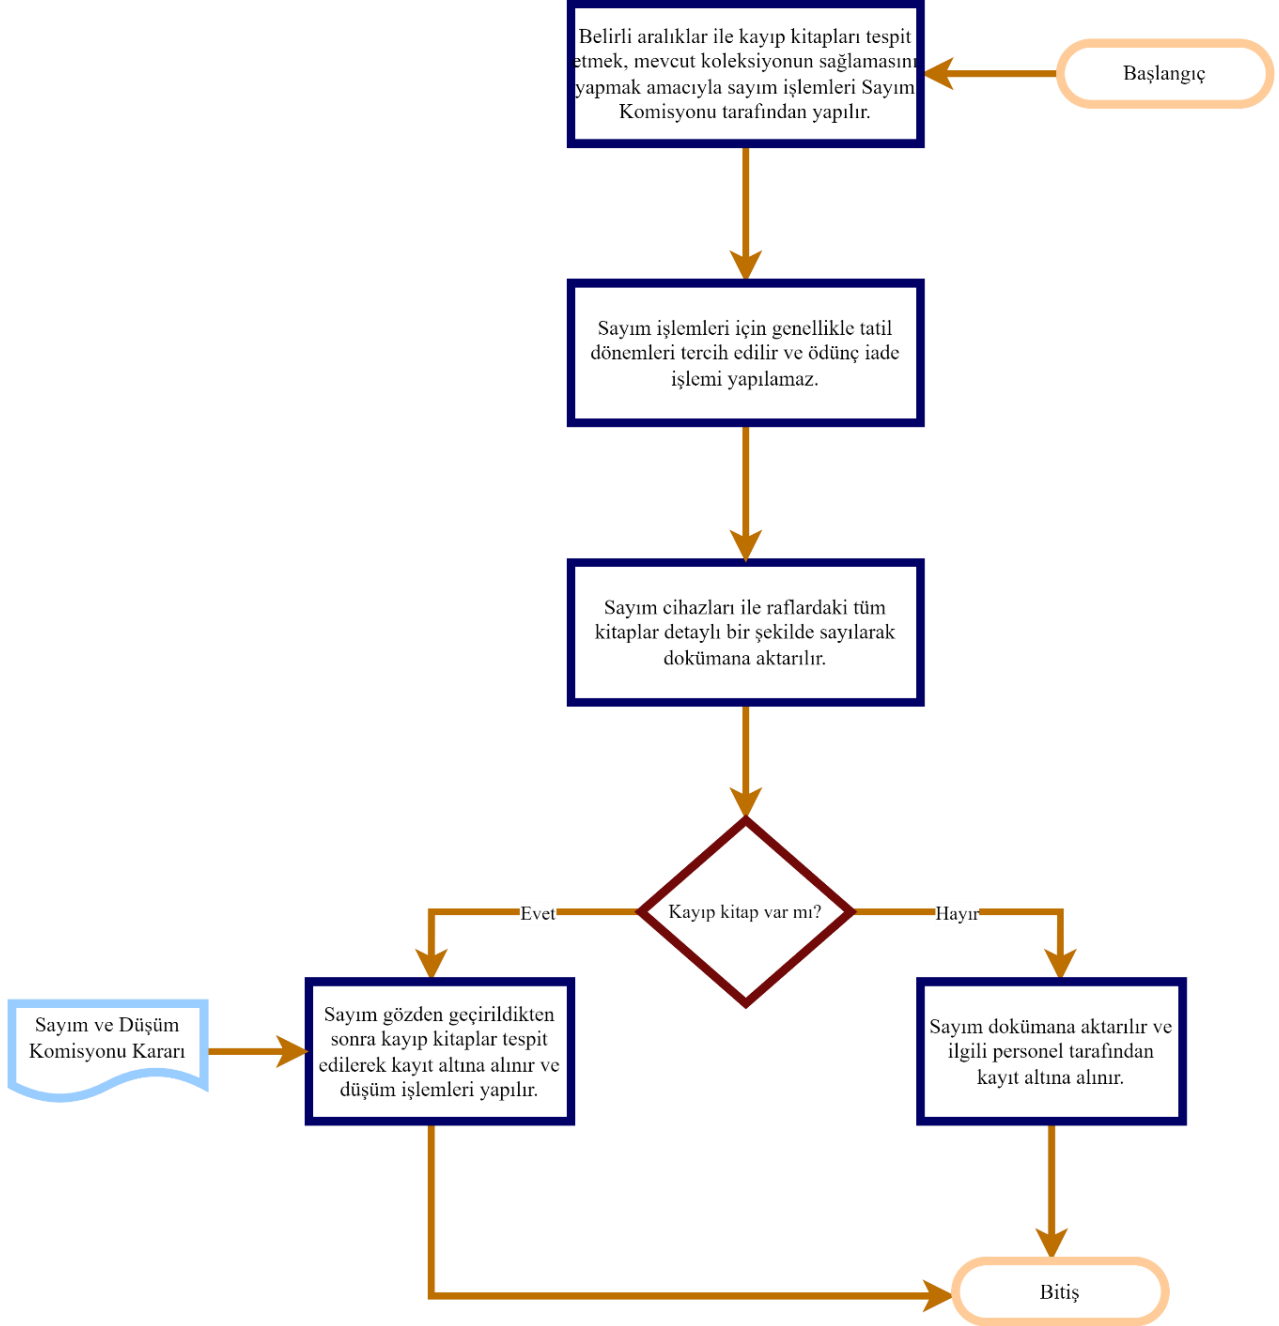 Başlangıç
Belirli aralıklar ile kayıp kitapları tespit
etmek, mevcut koleksiyonun sağlamasını
yapmak amacıyla sayım işlemleri Sayım
Komisyonu tarafından yapılır.
Sayım işlemleri için genellikle tatil
dönemleri tercih edilir ve ödünç iade
işlemi yapılamaz.
Sayım cihazları ile raflardaki tüm
kitaplar detaylı bir şekilde sayılarak
dokümana aktarılır.
Kayıp kitap var mı?
Evet
Hayır
Sayım ve Düşüm
Komisyonu Kararı
Sayım gözden geçirildikten
sonra kayıp kitaplar tespit
edilerek kayıt altına alınır ve
düşüm işlemleri yapılır.
Sayım dokümana aktarılır ve
ilgili personel tarafından
kayıt altına alınır.
Bitiş